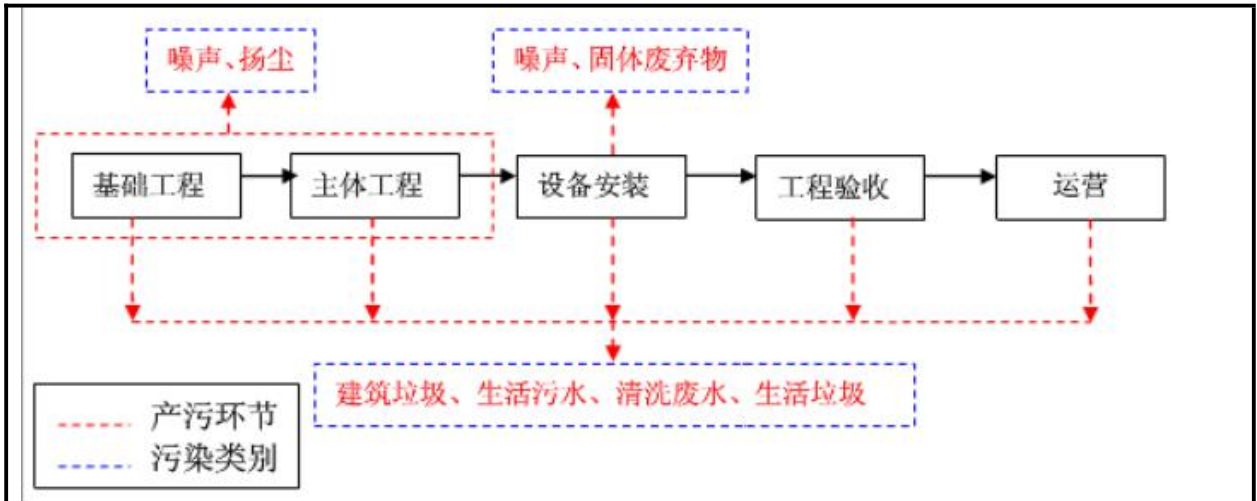 噪声、扬尘
噪声、固体废弃物
基础工程
主体工程
设备安装
工程验收
运营
建筑垃圾、生活污水、清洗废水、生活垃圾
产污环节
污染类别